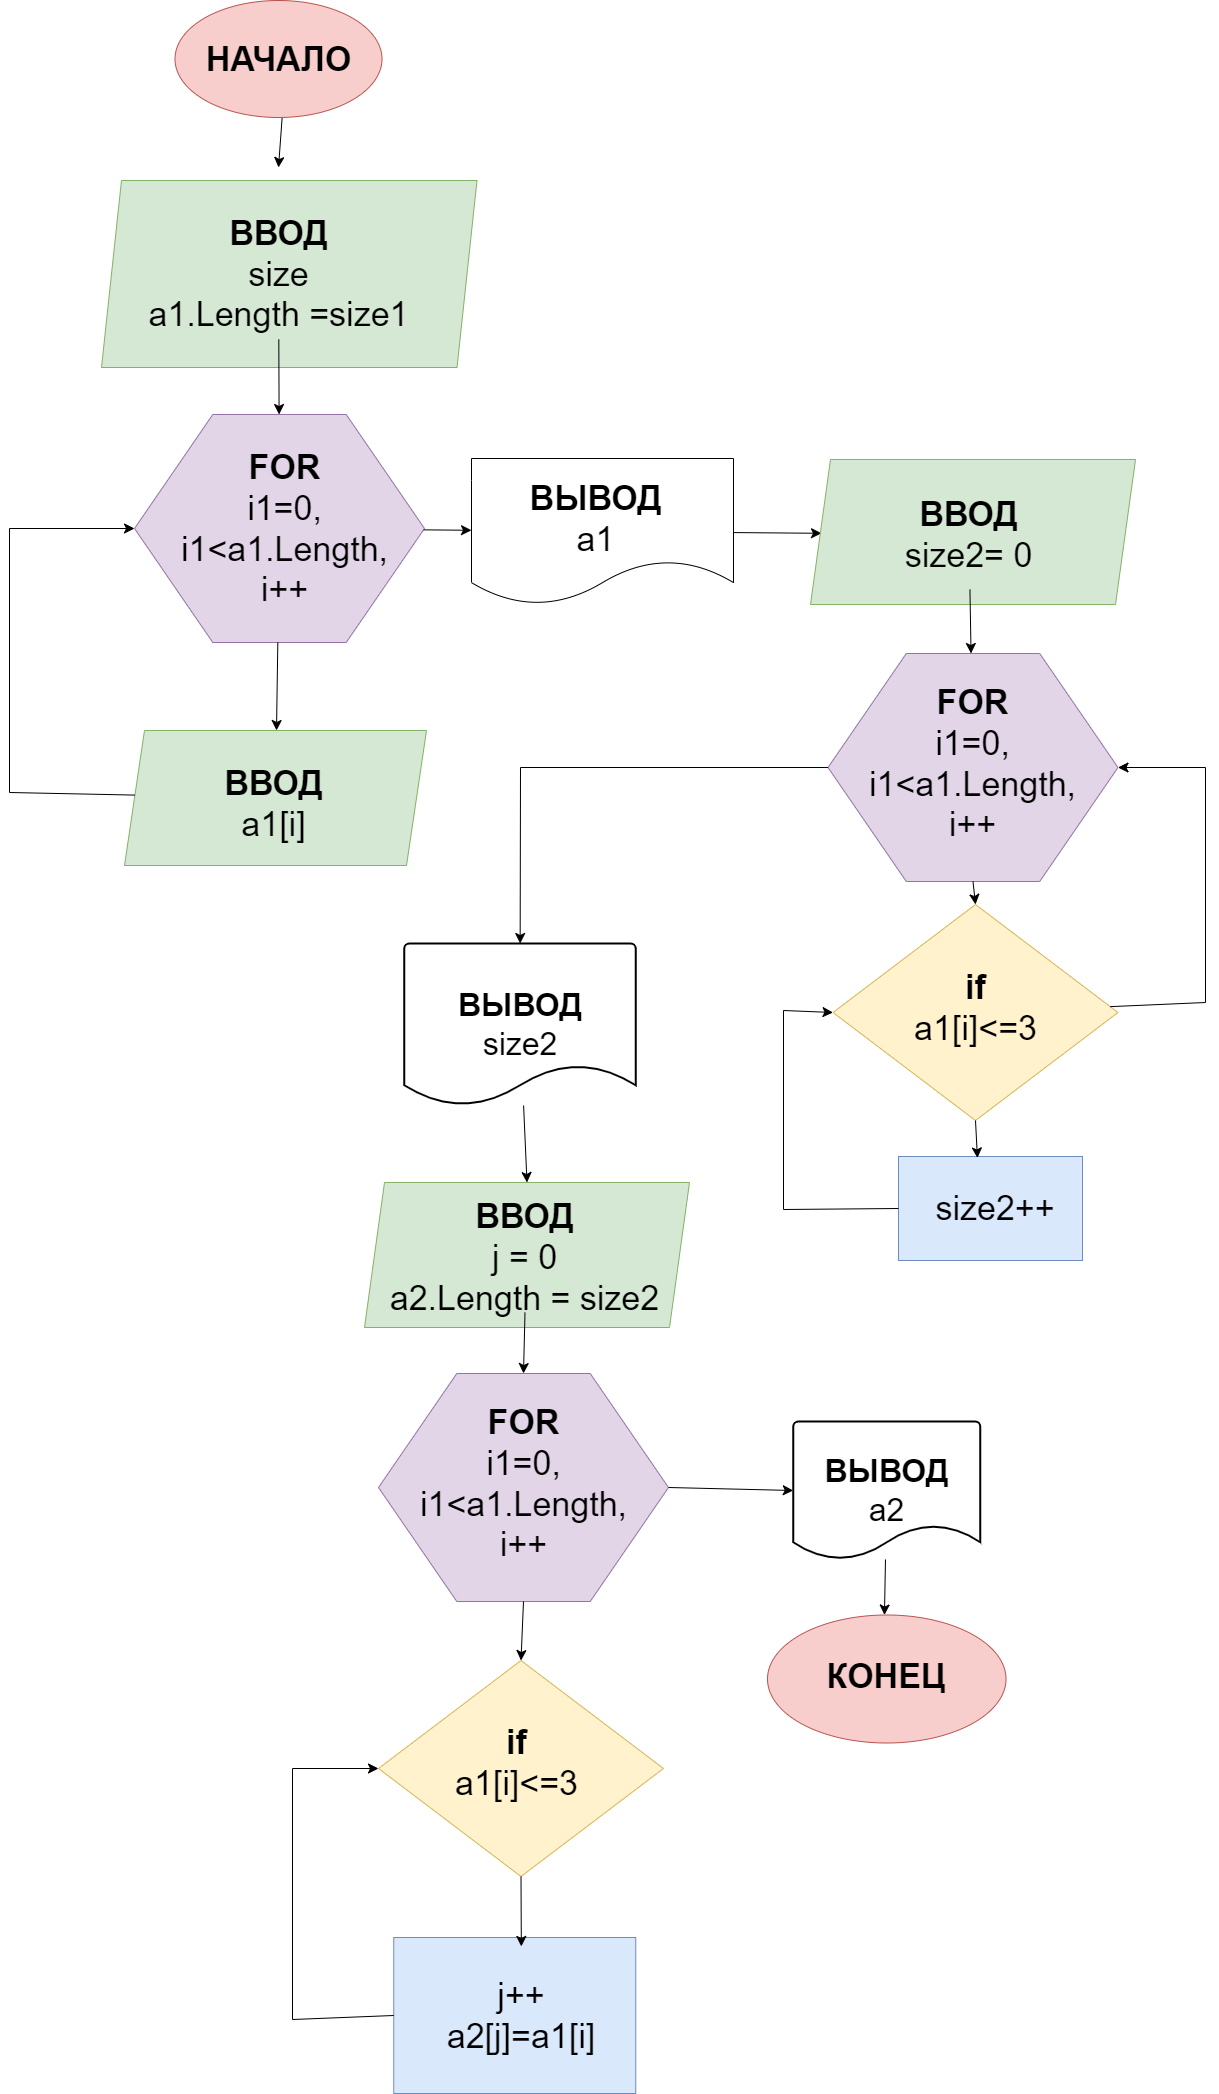 НАЧАЛО
ВВОД
size
a1.Length =size1
FOR
i1=0,
i1<a1.Length,
i++
ВВОД
a1[i]
ВЫВОД
a1
ВВОД
size2= 0
FOR
i1=0,
i1<a1.Length,
i++
if
a1[i]<=3
size2++
ВЫВОД
size2
ВВОД
j = 0
a2.Length = size2
FOR
i1=0,
i1<a1.Length,
i++
if
a1[i]<=3
j++
a2[j]=a1[i]
ВЫВОД
a2
КОНЕЦ